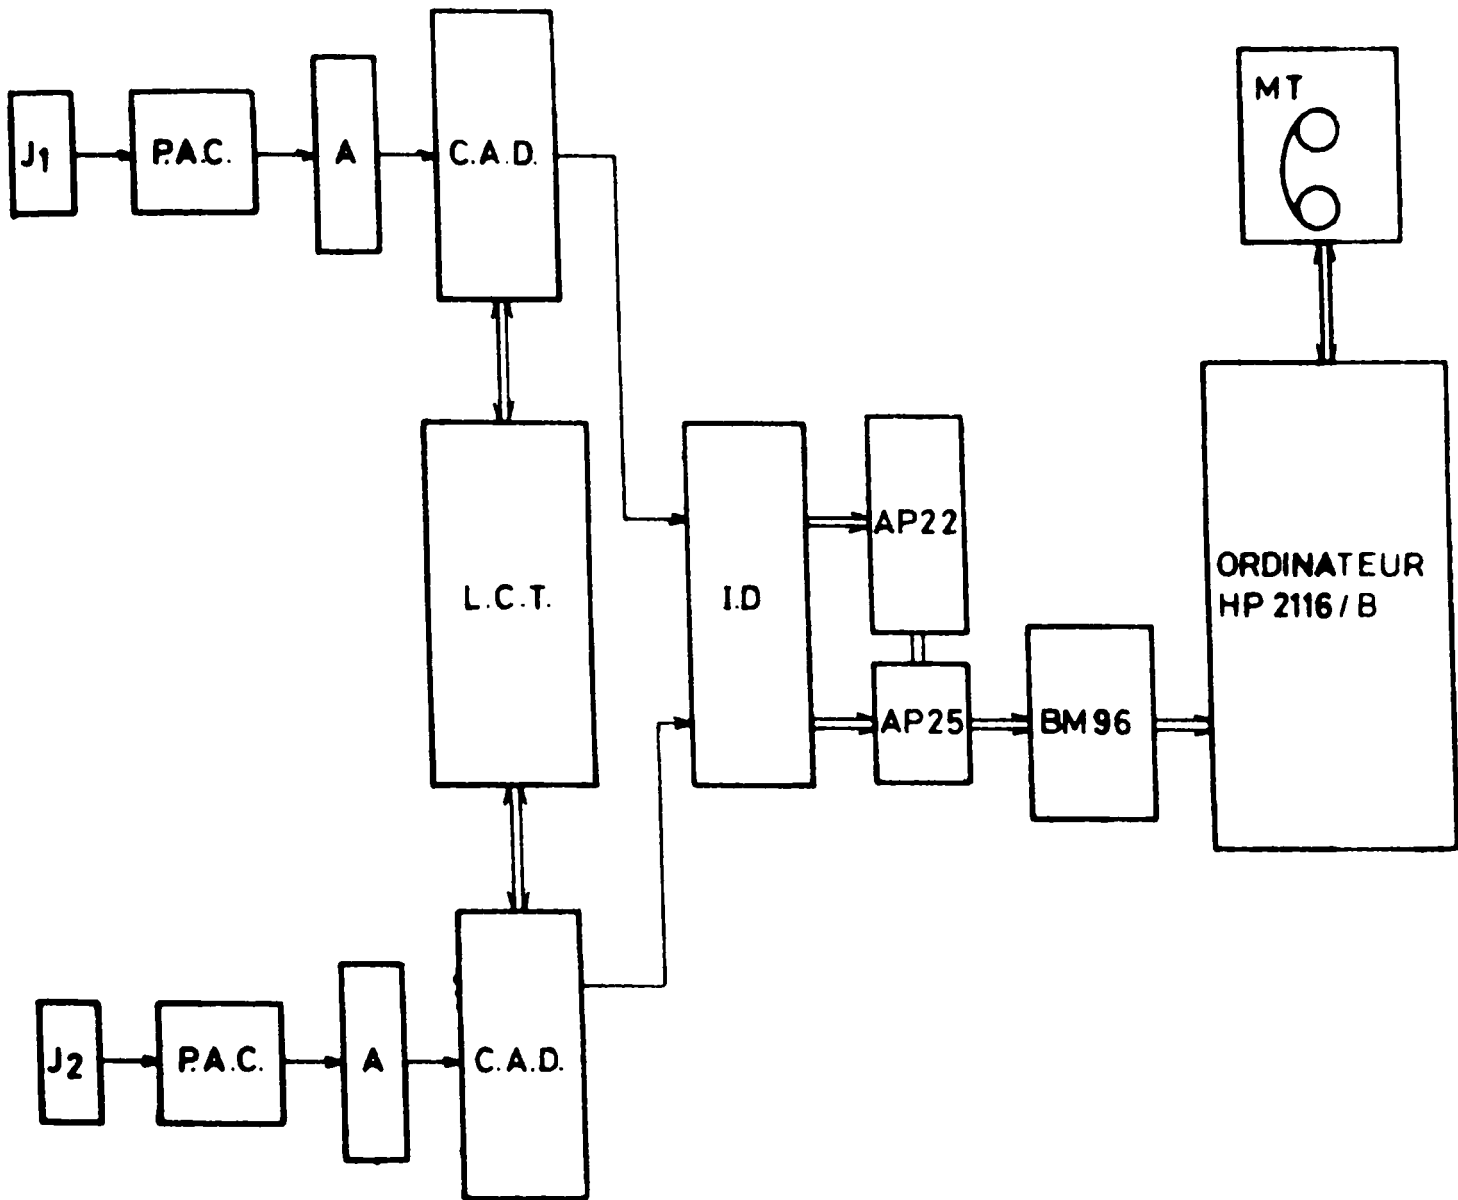 J1
P.A.C.
A
C.A.D.
MT
L.C.T.
I.D
AP22
AP25
BM96
ORDINATEUR
HP 2116/B
J2
P.A.C.
A
C.A.D.